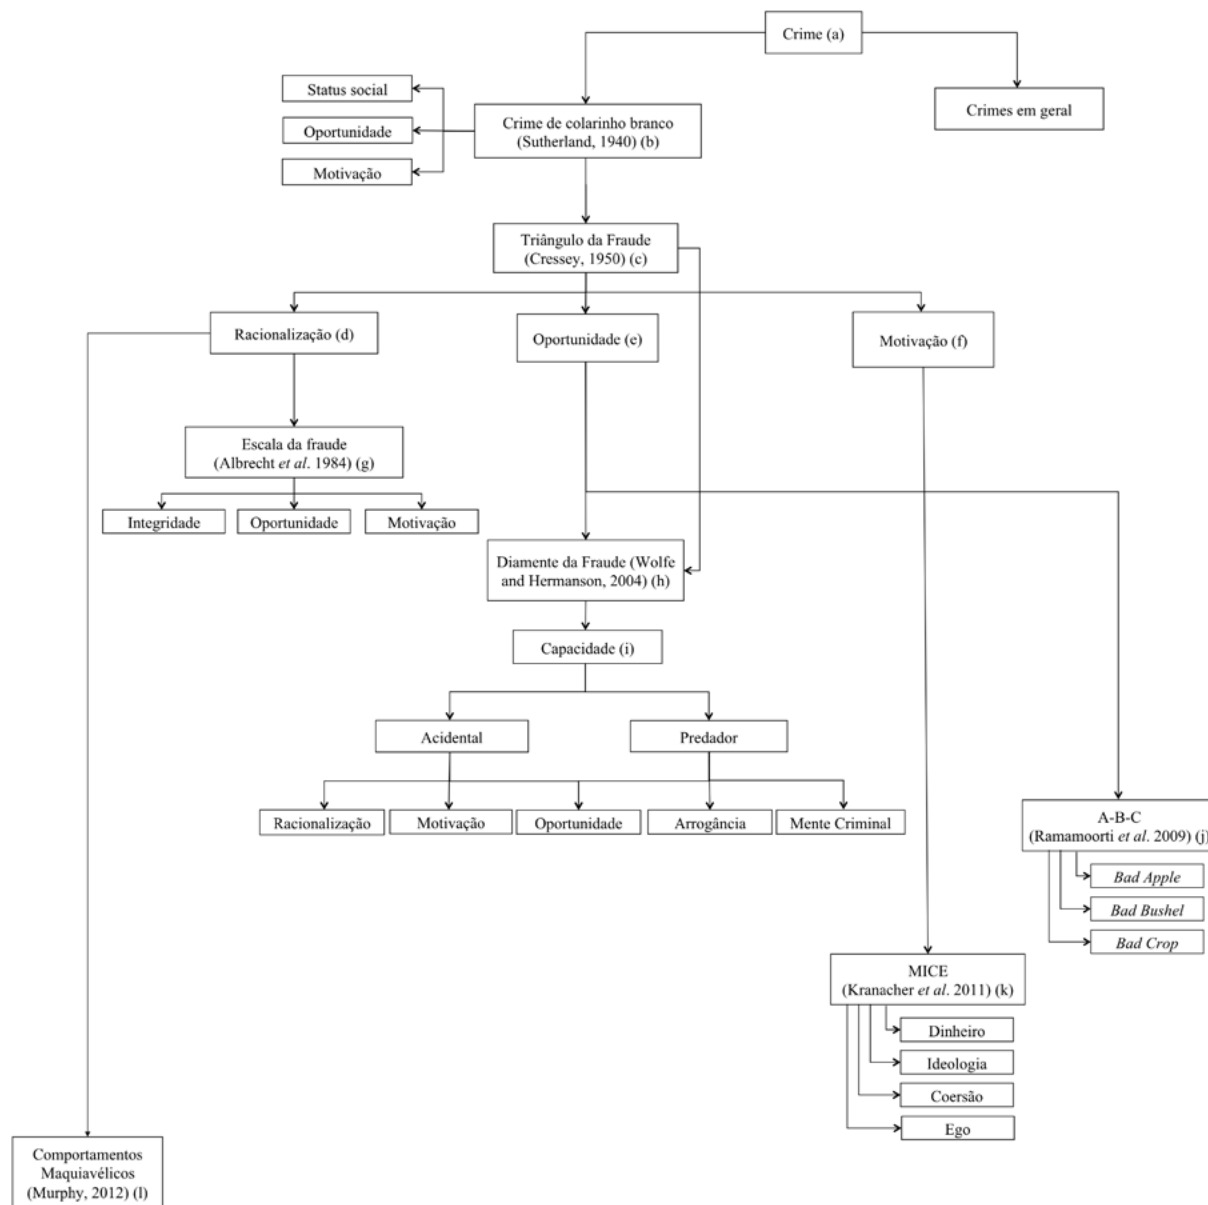 Crime (a)
Status social
Oportunidade
Motivação
Crime de colarinho branco
(Sutherland, 1940) (b)
Crimes em geral
Triângulo da Fraude
(Cressey, 1950) (c)
Racionalização (d)
Oportunidade (e)
Motivação (f)
Escala da fraude
(Albrecht et al. 1984) (g)
Integridade
Oportunidade
Motivação
Diamente da Fraude (Wolfe
and Hermanson, 2004) (h)
Capacidade (i)
Acidental
Predador
Racionalização
Motivação
Oportunidade
Arrogância
Mente Criminal
A-B-C
(Ramamoorti et al. 2009) (j)
Bad Apple
Bad Bushel
Bad Crop
MICE
(Kranacher et al. 2011) (k)
Dinheiro
Ideologia
Coersão
Ego
Comportamentos
Maquiavélicos
(Murphy, 2012) (l)